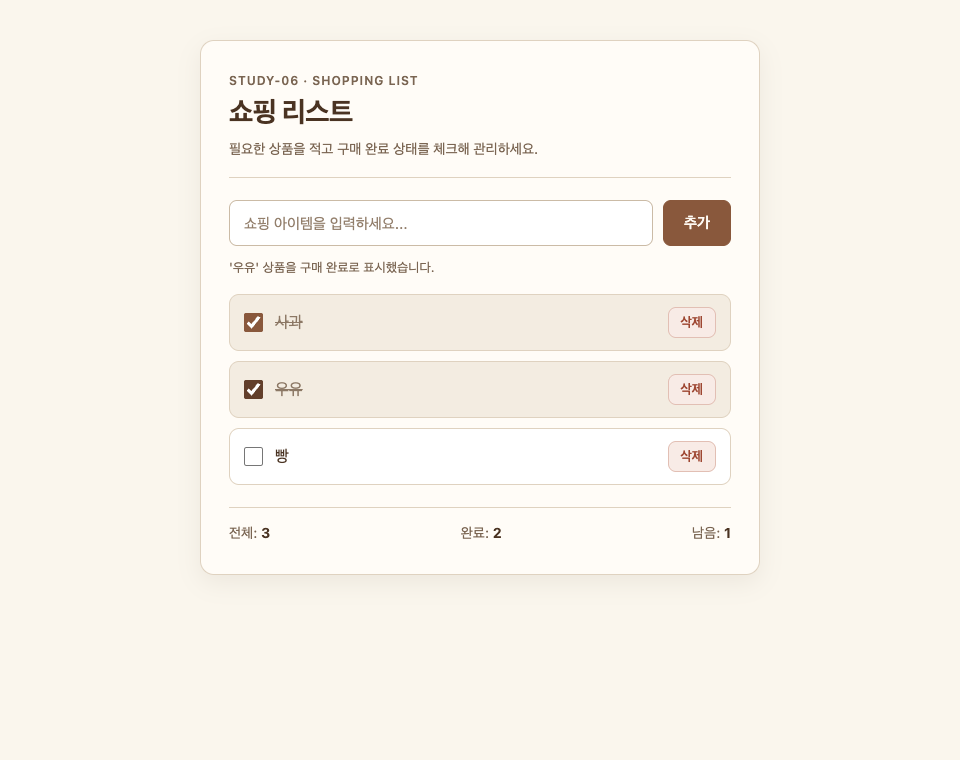 STUDY-06 · SHOPPING LIST
쇼핑 리스트
필요한 상품을 적고 구매 완료 상태를 체크해 관리하세요.
쇼핑 아이템을 입력하세요... 추가
'우유' 상품을 구매 완료로 표시했습니다.
사과 삭제
우유 삭제
빵 삭제
전체: 3 완료: 2 남음: 1